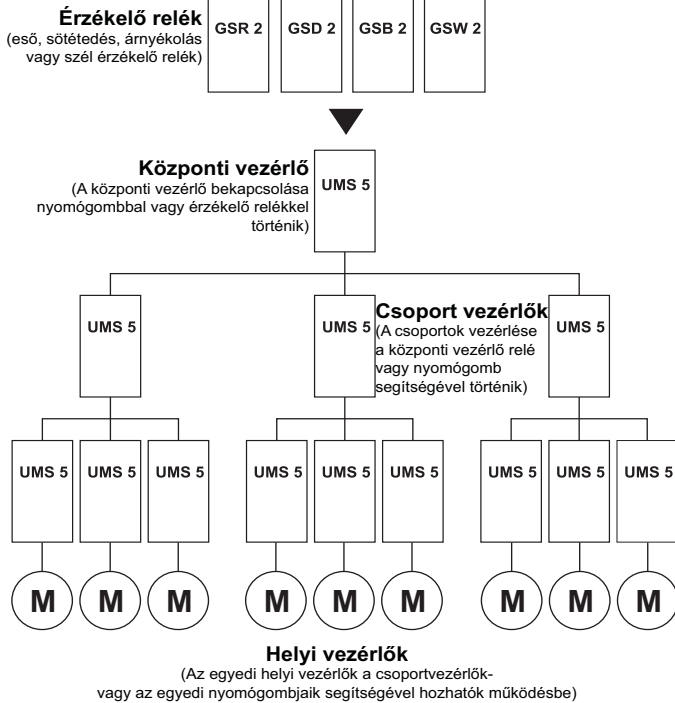 Érzékelő relék
(eső, sötétedés, árnyékolás
vagy szél érzékelő relék)
GSR 2 GSD 2 GSB 2 GSW 2
Központi vezérlő
(A központi vezérlő bekapcsolása
nyomógombbal vagy érzékelő relékkel
történik)
UMS 5
UMS 5 UMS 5 UMS 5
Csoport vezérlők
(A csoportok vezérlése
a központi vezérlő relé
vagy nyomógomb
segítségével történik)
UMS 5 UMS 5 UMS 5 UMS 5 UMS 5 UMS 5 UMS 5 UMS 5 UMS 5
M M M M M M M M M
Helyi vezérlők
(Az egyedi helyi vezérlők a csoportvezérlők-
vagy az egyedi nyomógombjaik segítségével hozhatók működésbe)